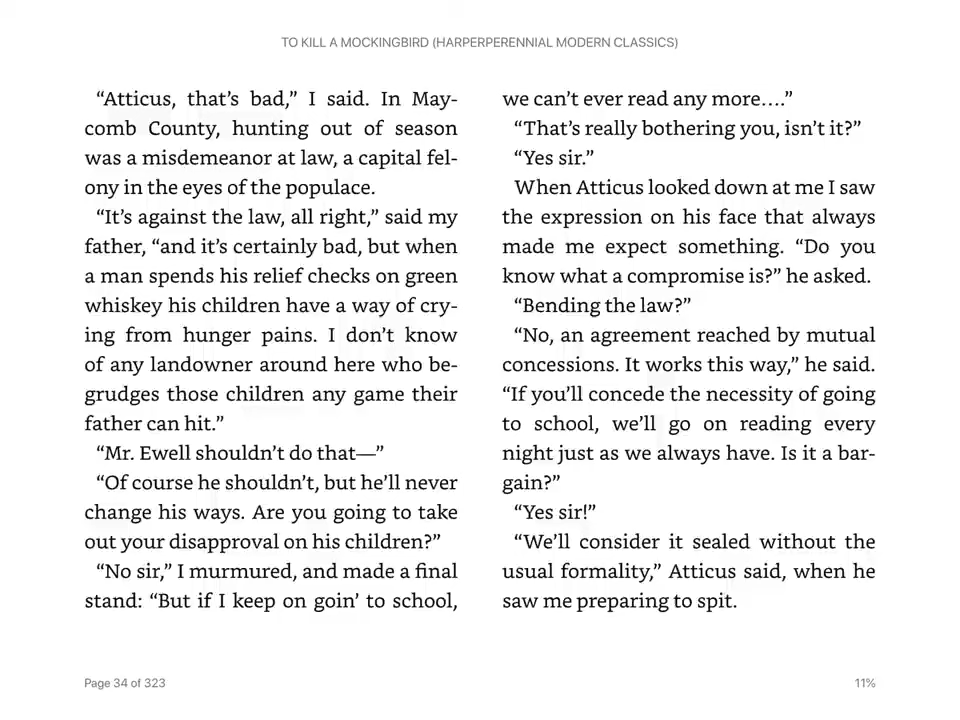 TO KILL A MOCKINGBIRD (HARPERPERENNIAL MODERN CLASSICS)
“Atticus, that’s bad,” I said. In May-
comb County, hunting out of season
was a misdemeanor at law, a capital fel-
ony in the eyes of the populace.
“It’s against the law, all right,” said my
father, “and it’s certainly bad, but when
a man spends his relief checks on green
whiskey his children have a way of cry-
ing from hunger pains. I don’t know
of any landowner around here who be-
grudges those children any game their
father can hit.”
“Mr. Ewell shouldn’t do that—”
“Of course he shouldn’t, but he’ll never
change his ways. Are you going to take
out your disapproval on his children?”
“No sir,” I murmured, and made a final
stand: “But if I keep on goin’ to school,
we can’t ever read any more….”
“That’s really bothering you, isn’t it?”
“Yes sir.”
When Atticus looked down at me I saw
the expression on his face that always
made me expect something. “Do you
know what a compromise is?” he asked.
“Bending the law?”
“No, an agreement reached by mutual
concessions. It works this way,” he said.
“If you’ll concede the necessity of going
to school, we’ll go on reading every
night just as we always have. Is it a bar-
gain?”
“Yes sir!”
“We’ll consider it sealed without the
usual formality,” Atticus said, when he
saw me preparing to spit.
Page 34 of 323
11%